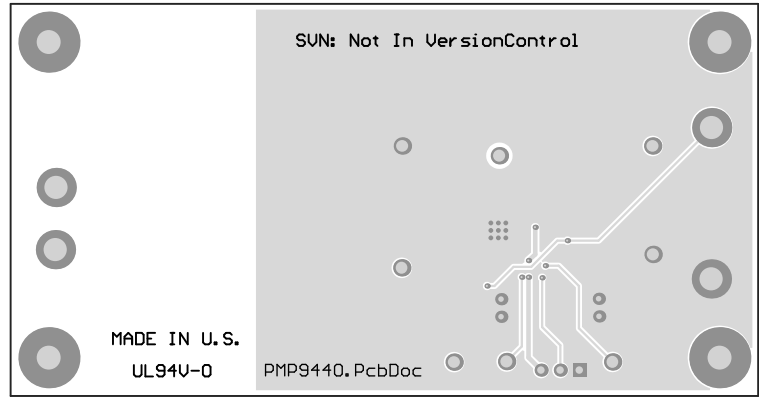 SVN: Not In VersionControl
MADE IN U.S.
UL94V-0
PMP9440.PcbDoc